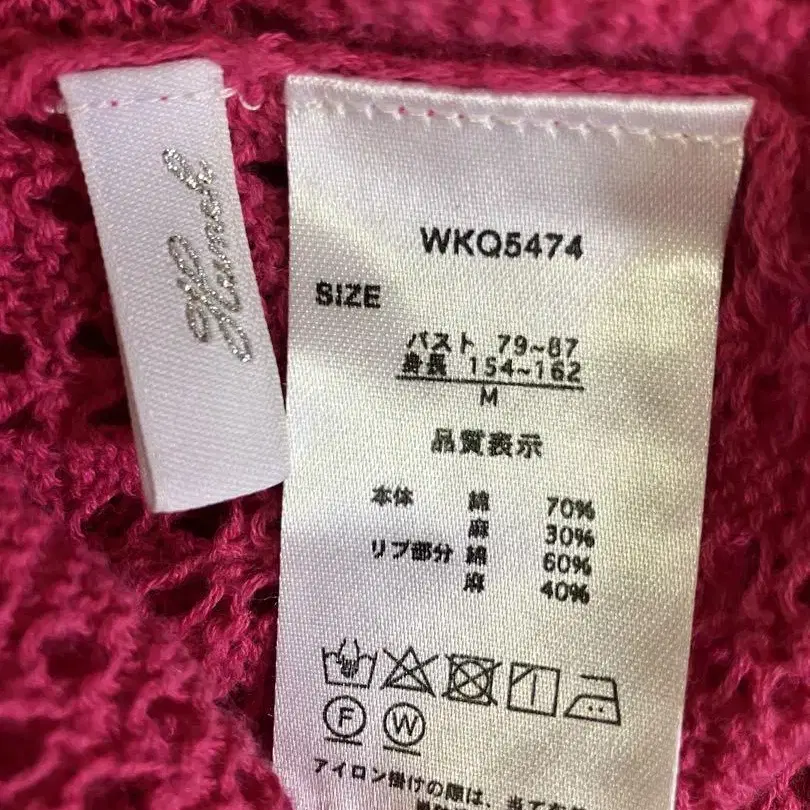 WKQ5474
SIZE
バスト 79~87
身長 154~162
M
品質表示
本体 綿 70%
麻 30%
リブ部分 綿 60%
麻 40%
F W
アイロン掛けの際は、当て